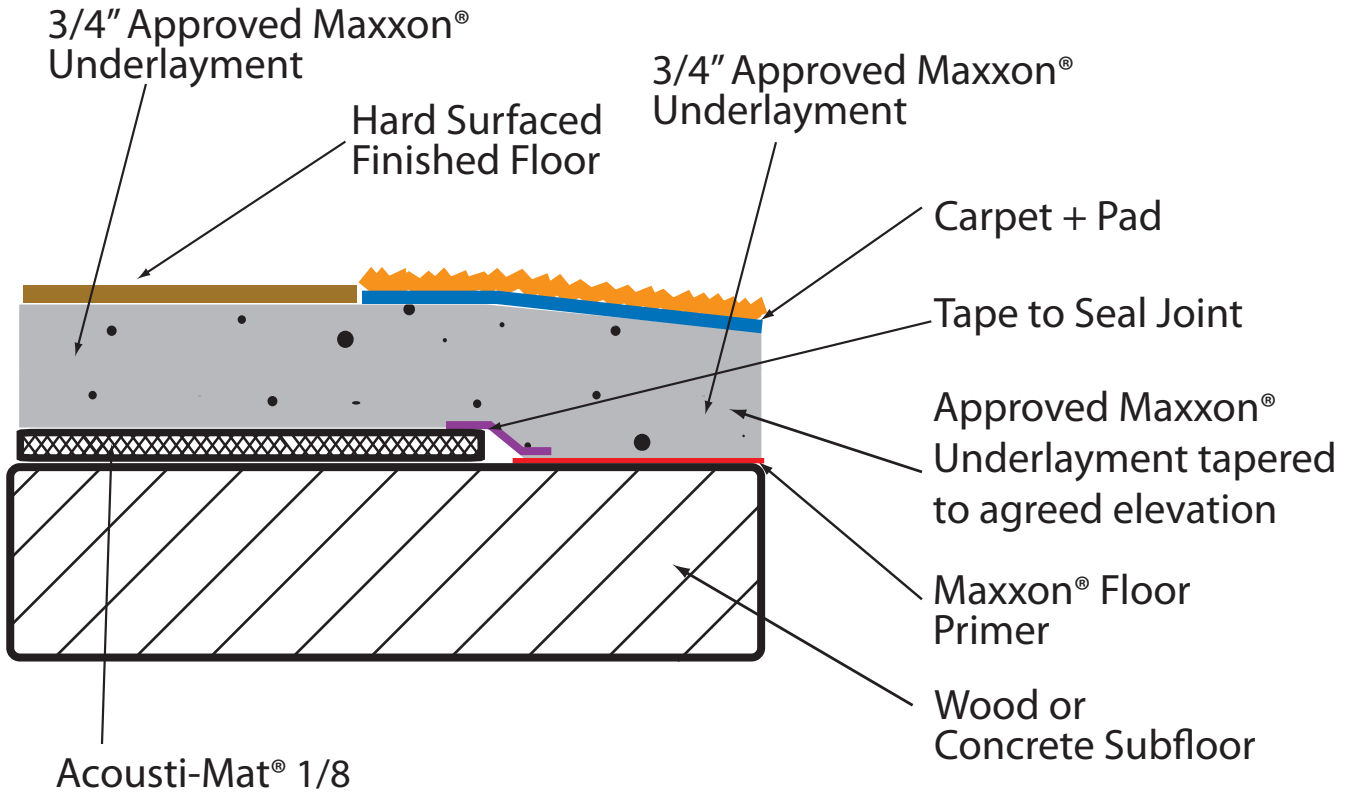 3/4” Approved Maxxon®
Underlayment
3/4” Approved Maxxon®
Underlayment
Hard Surfaced
Finished Floor
Carpet + Pad
Tape to Seal Joint
Approved Maxxon®
Underlayment tapered
to agreed elevation
Maxxon® Floor
Primer
Wood or
Concrete Subfloor
Acousti-Mat® 1/8